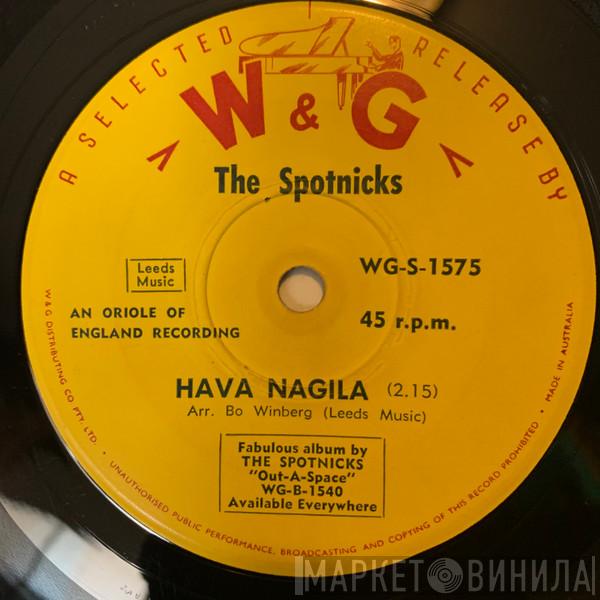 A SELECTED RELEASE BY
W & G
The Spotnicks
Leeds
Music
WG-S-1575
AN ORIOLE OF
ENGLAND RECORDING
45 r.p.m.
HAVA NAGILA (2.15)
Arr. Bo Winberg (Leeds Music)
Fabulous album by
THE SPOTNICKS
"Out-A-Space"
WG-B-1540
Available Everywhere
W&G DISTRIBUTING CO PTY. LTD. • UNAUTHORISED PUBLIC PERFORMANCE, BROADCASTING AND COPYING OF THIS RECORD PROHIBITED • MADE IN AUSTRALIA
МАРКЕТ ВИНИЛА